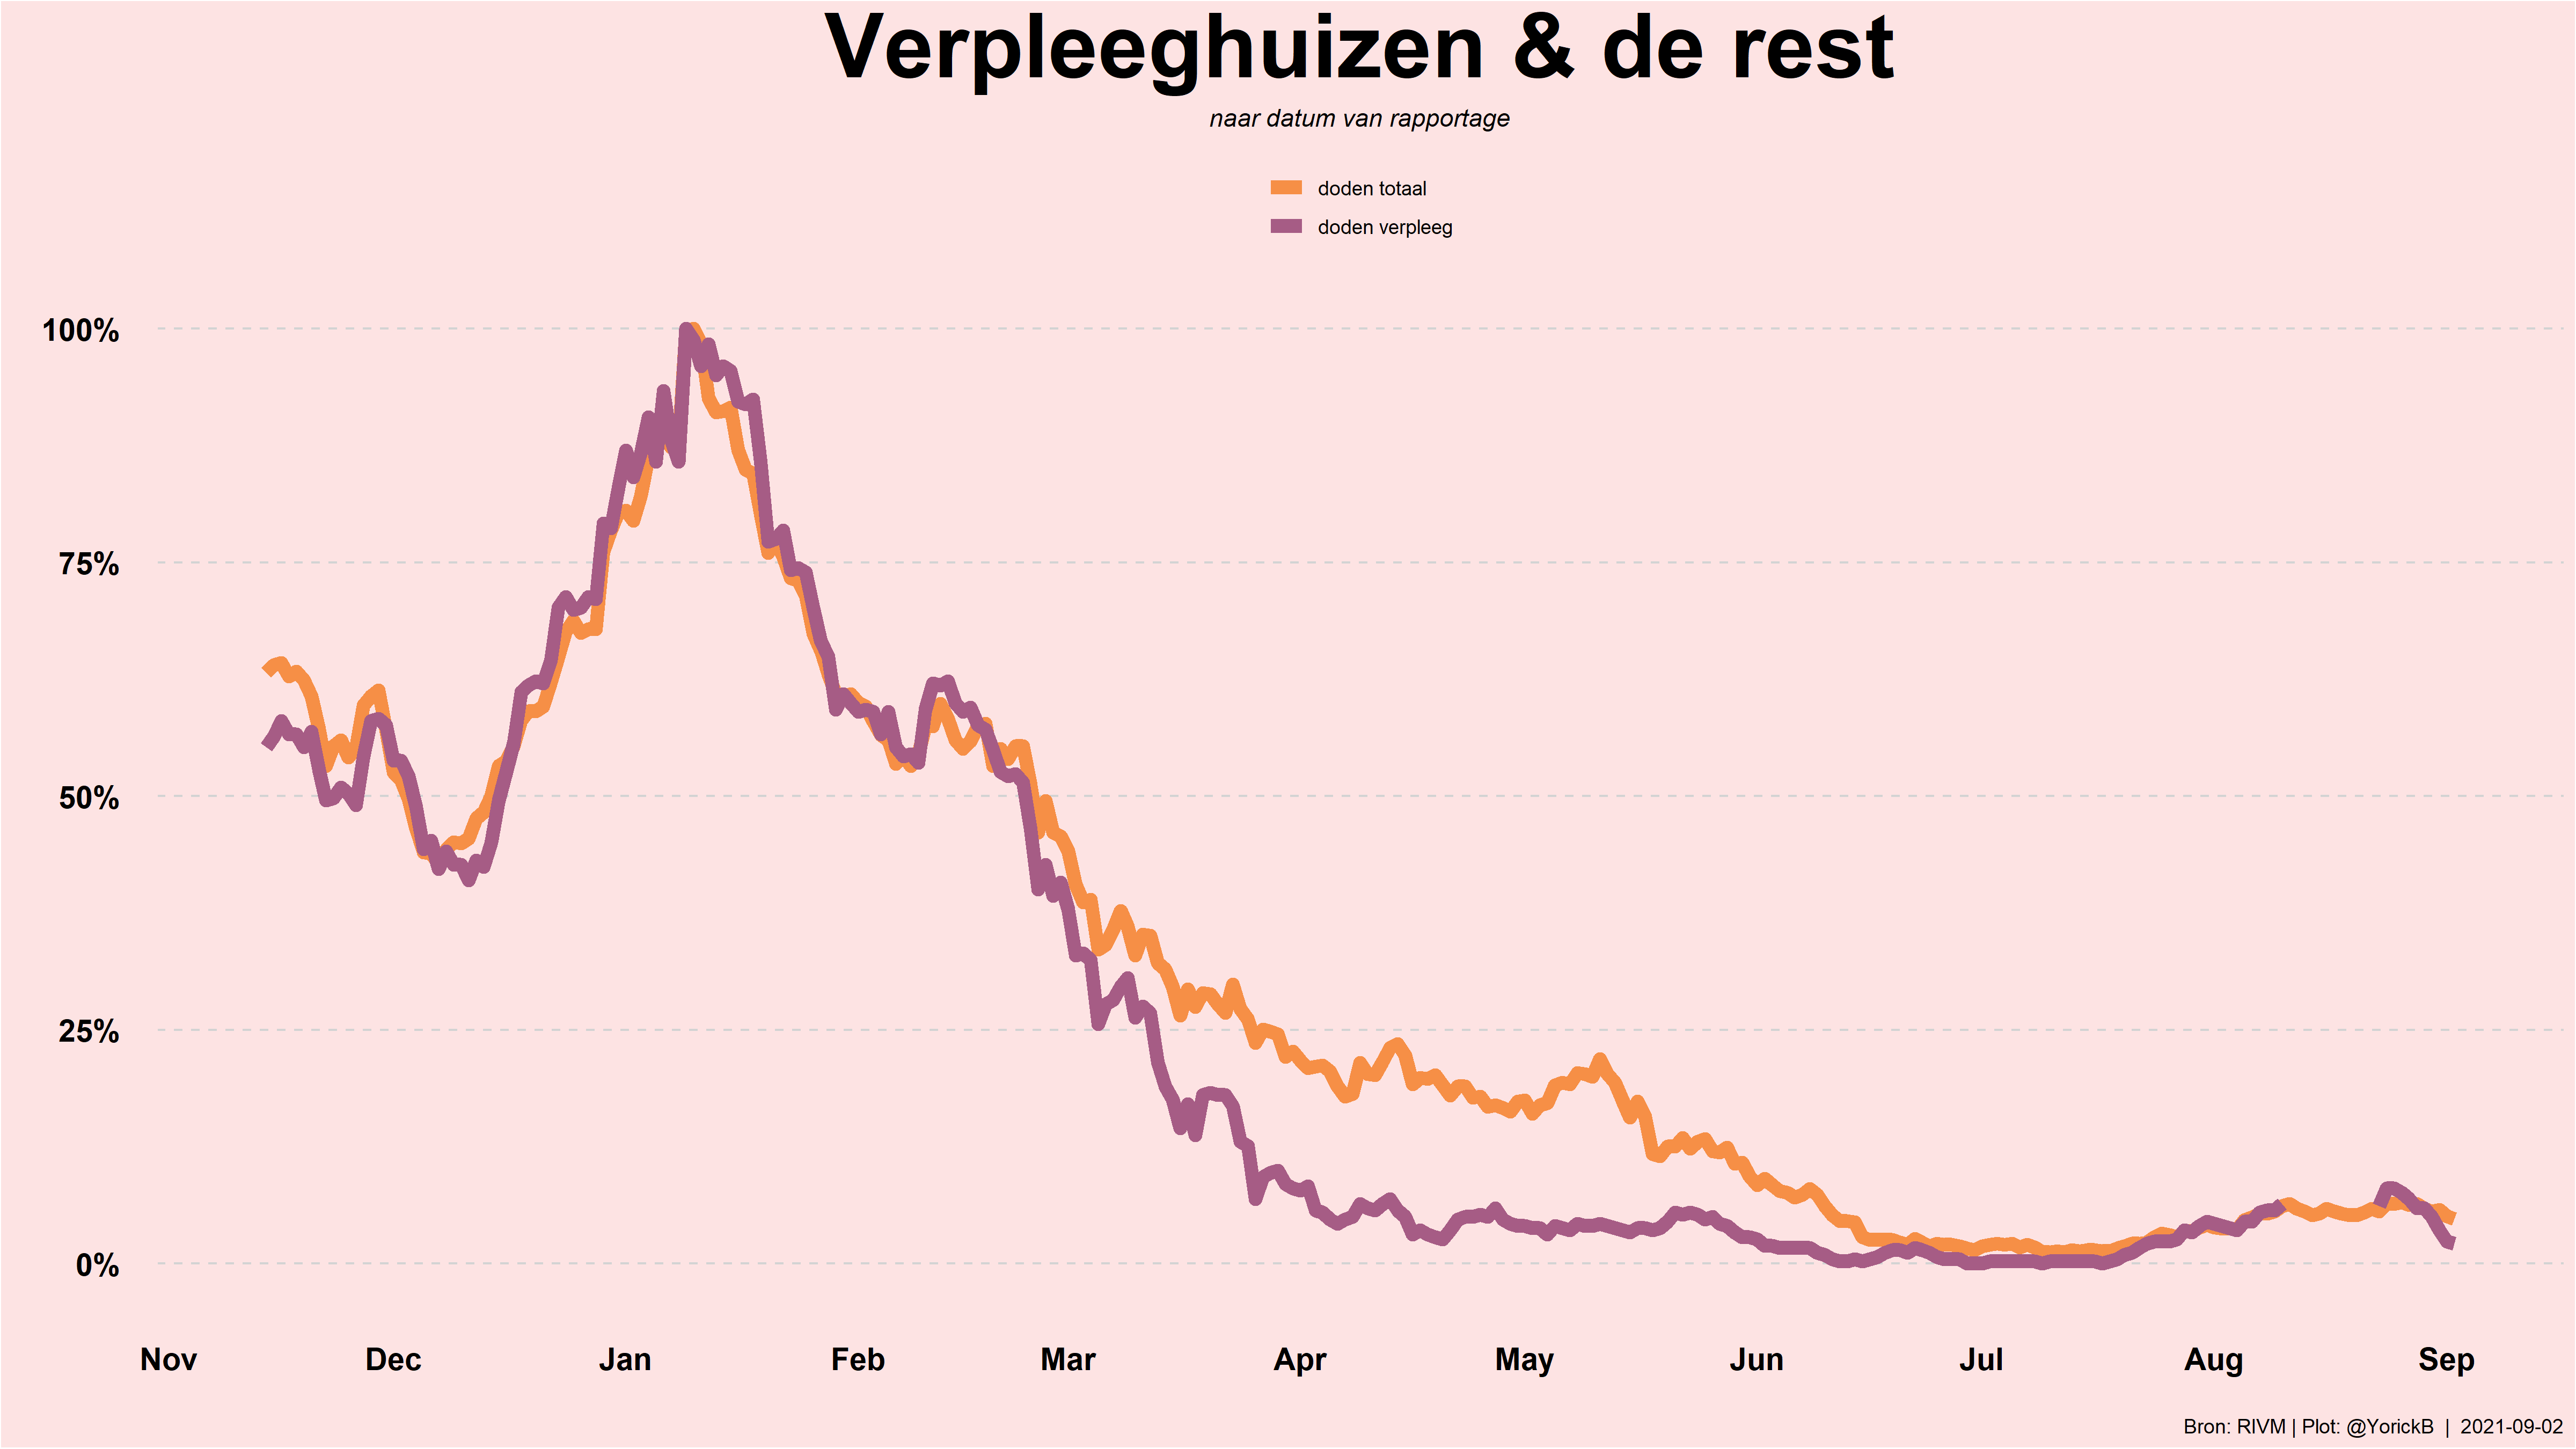 Verpleeghuizen & de rest
naar datum van rapportage
doden totaal
doden verpleeg
100%
75%
50%
25%
0%
Nov Dec Jan Feb Mar Apr May Jun Jul Aug Sep
Bron: RIVM | Plot: @YorickB | 2021-09-02